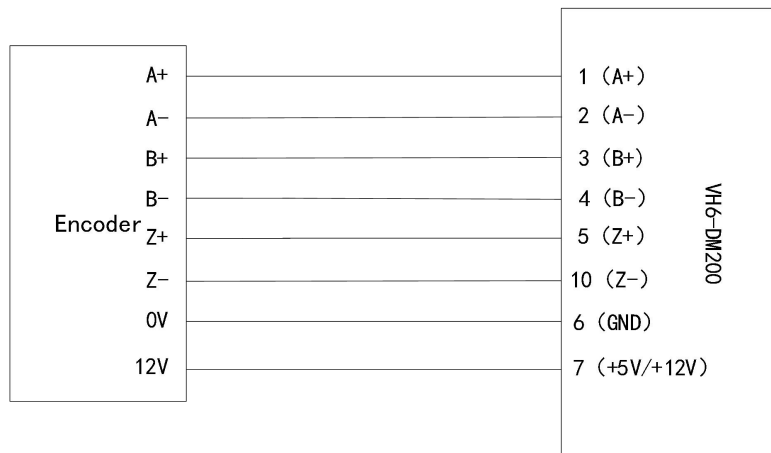 A+ 1 (A+)
A- 2 (A-)
B+ 3 (B+)
B- 4 (B-)
Encoder
Z+ 5 (Z+)
Z- 10 (Z-)
0V 6 (GND)
12V 7 (+5V/+12V)
VH6-DM200